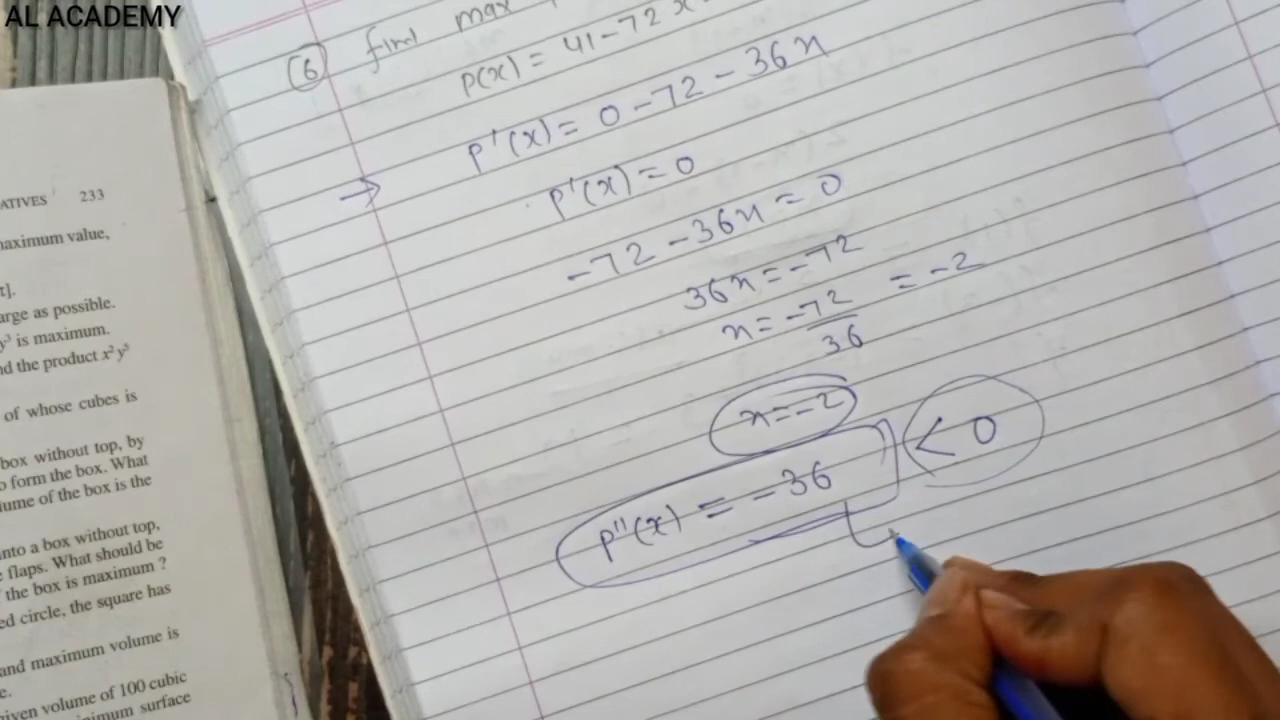 AL ACADEMY
ATIVES 233
maximum value,
t].
arge as possible.
y³ is maximum.
nd the product x² y⁵
of whose cubes is
box without top, by
o form the box. What
lume of the box is the
nto a box without top,
flaps. What should be
the box is maximum ?
ed circle, the square has
and maximum volume is
e.
iven volume of 100 cubic
nimum surface
(6) find max
P(x) = 41-72x
p'(x) = 0 -72 - 36x
→ p'(x) = 0
-72 -36x = 0
36x = -72
x = -72/36 = -2
x = -2
p''(x) = -36 < 0